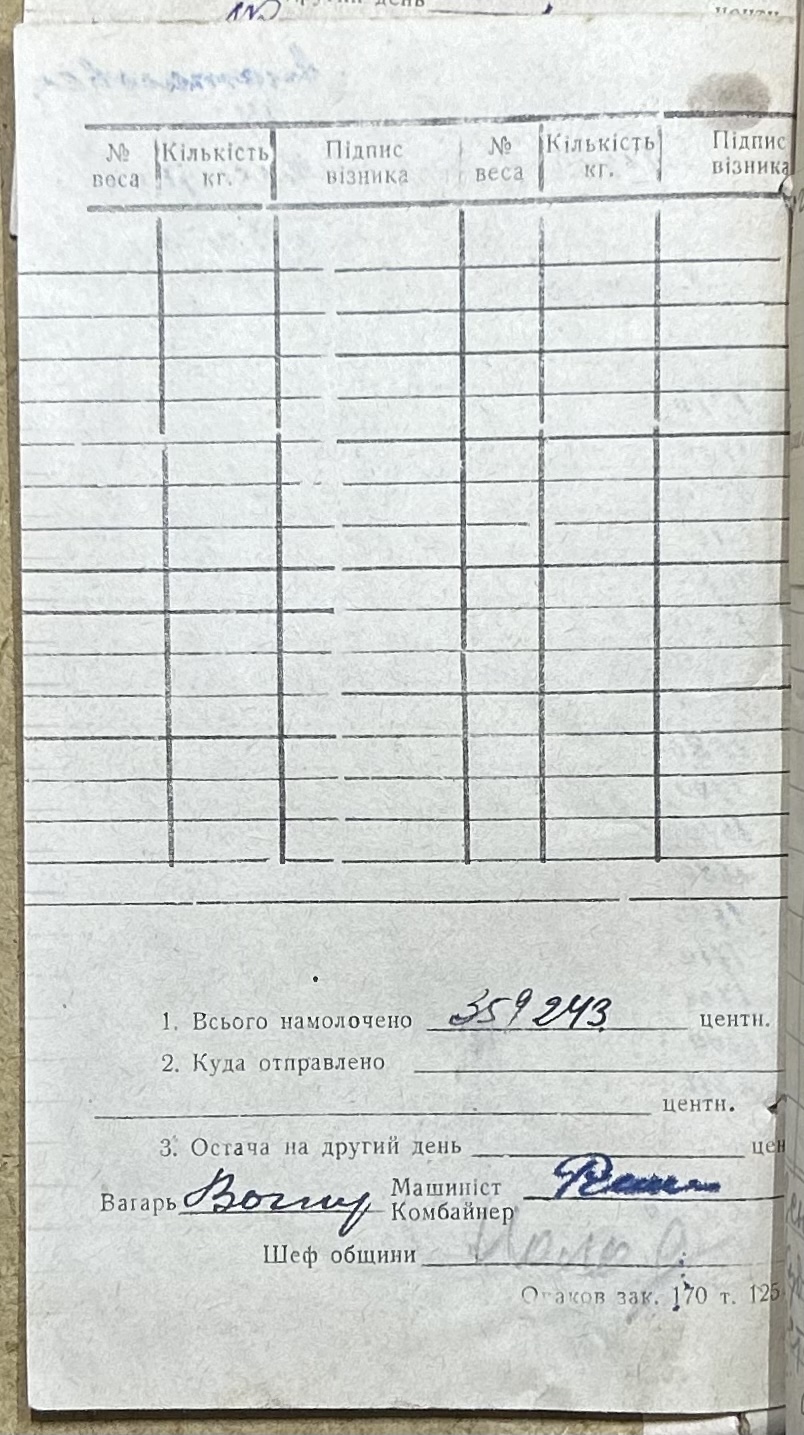 № веса Кількість кг. Підпис візника № веса Кількість кг. Підпис візника
1. Всього намолочено 359243 центн.
2. Куда отправлено
центн.
3. Остача на другий день цен
Вагарь Машиніст
Комбайнер
Шеф общини
зак. 170 т. 125